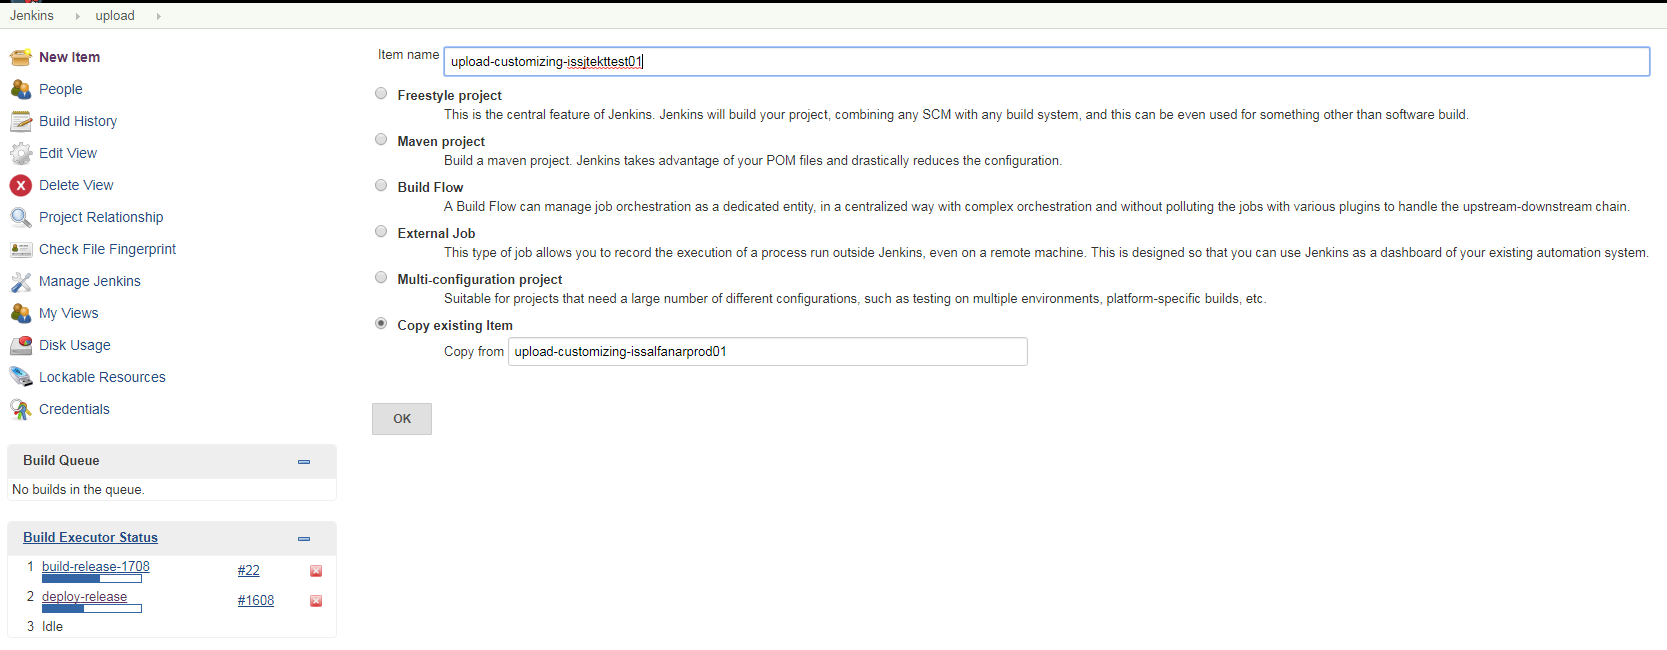 Jenkins
upload
New Item
People
Build History
Edit View
Delete View
Project Relationship
Check File Fingerprint
Manage Jenkins
My Views
Disk Usage
Lockable Resources
Credentials
Build Queue
No builds in the queue.
Build Executor Status
1 build-release-1708 #22
2 deploy-release #1608
3 Idle
Item name upload-customizing-issjtekttest01
Freestyle project
This is the central feature of Jenkins. Jenkins will build your project, combining any SCM with any build system, and this can be even used for something other than software build.
Maven project
Build a maven project. Jenkins takes advantage of your POM files and drastically reduces the configuration.
Build Flow
A Build Flow can manage job orchestration as a dedicated entity, in a centralized way with complex orchestration and without polluting the jobs with various plugins to handle the upstream-downstream chain.
External Job
This type of job allows you to record the execution of a process run outside Jenkins, even on a remote machine. This is designed so that you can use Jenkins as a dashboard of your existing automation system.
Multi-configuration project
Suitable for projects that need a large number of different configurations, such as testing on multiple environments, platform-specific builds, etc.
Copy existing Item
Copy from upload-customizing-issalfanarprod01
OK